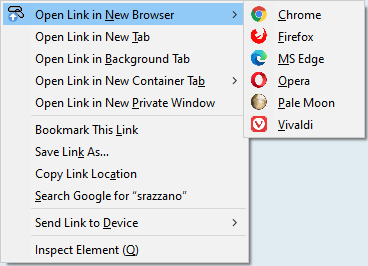 Open Link in New Browser
Open Link in New Tab
Open Link in Background Tab
Open Link in New Container Tab
Open Link in New Private Window
Bookmark This Link
Save Link As...
Copy Link Location
Search Google for “srazzano”
Send Link to Device
Inspect Element (Q)
Chrome
Firefox
MS Edge
Opera
Pale Moon
Vivaldi